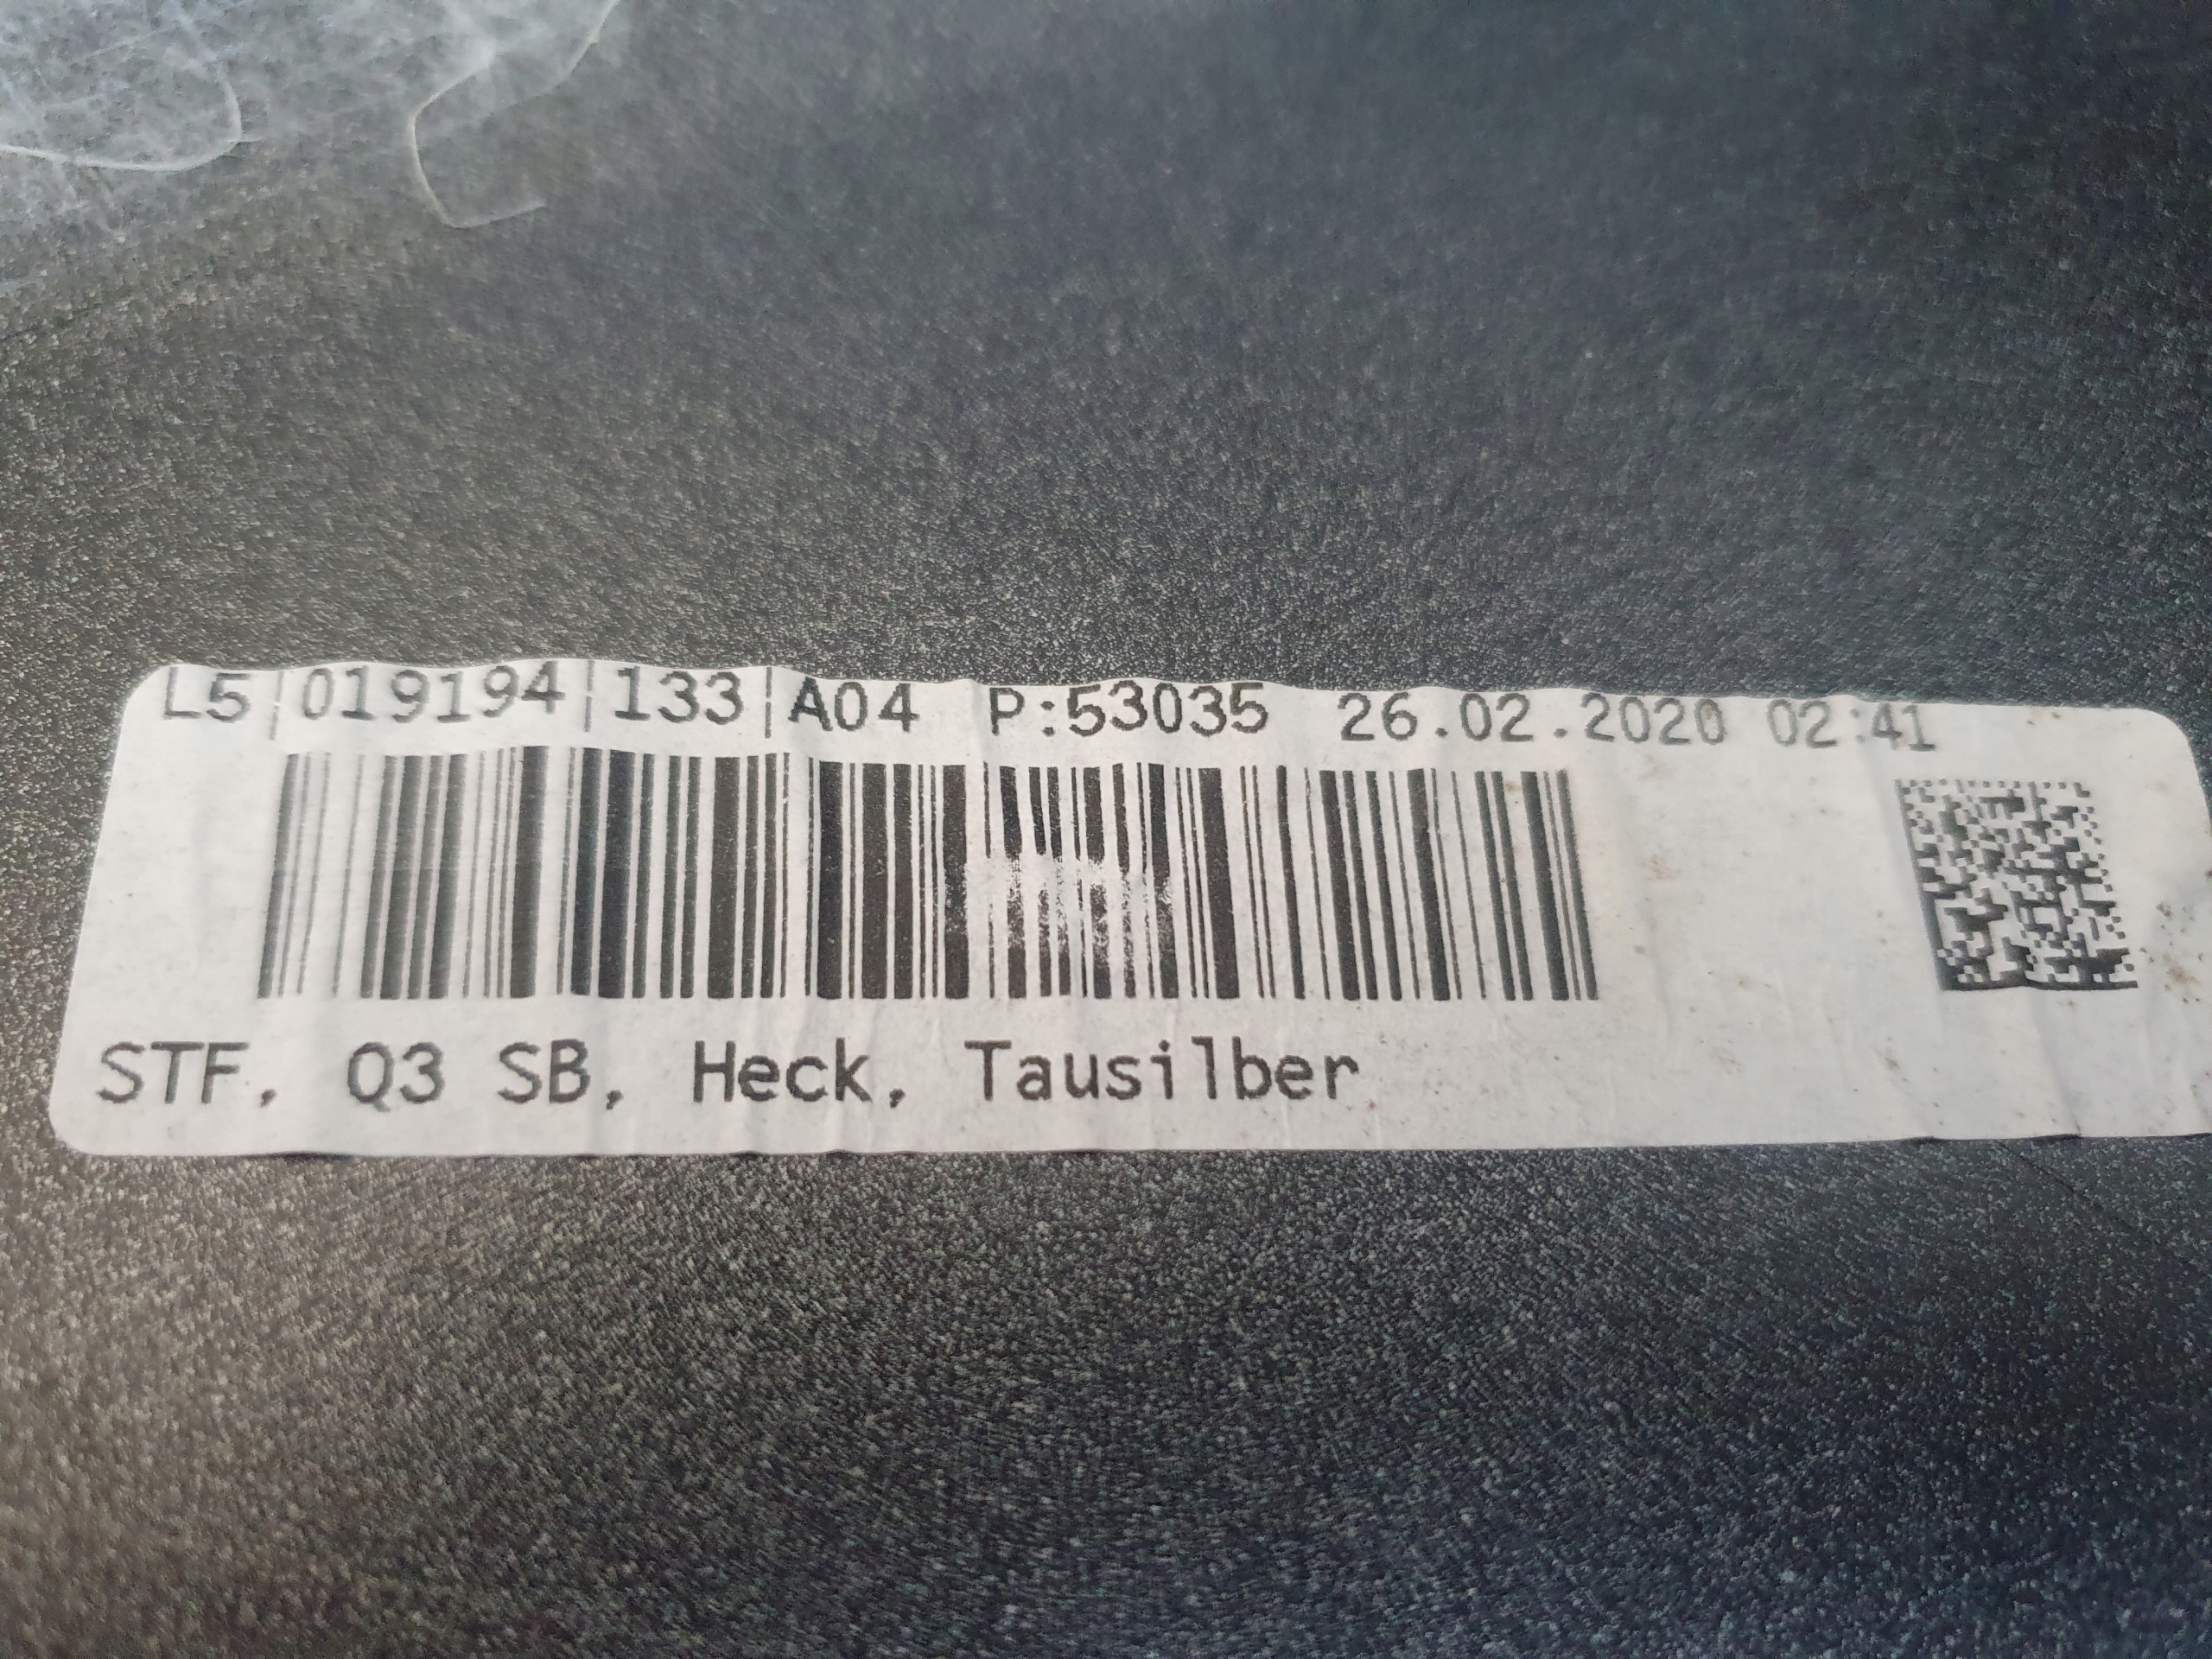 L5|019194|133|A04 P:53035 26.02.2020 02:41
STF, Q3 SB, Heck, Tausilber